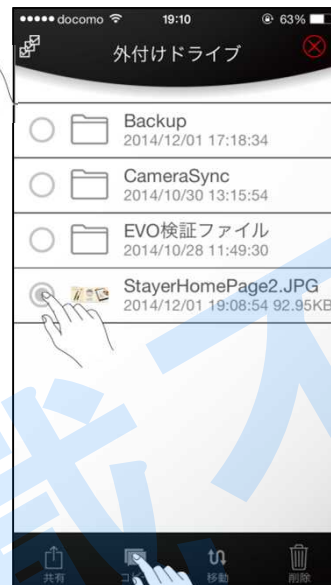 docomo 19:10 63%
外付けドライブ
Backup
2014/12/01 17:18:34
CameraSync
2014/10/30 13:15:54
EVO検証ファイル
2014/10/28 11:49:30
StayerHomePage2.JPG
2014/12/01 19:08:54 92.95KB
共有 移動 削除